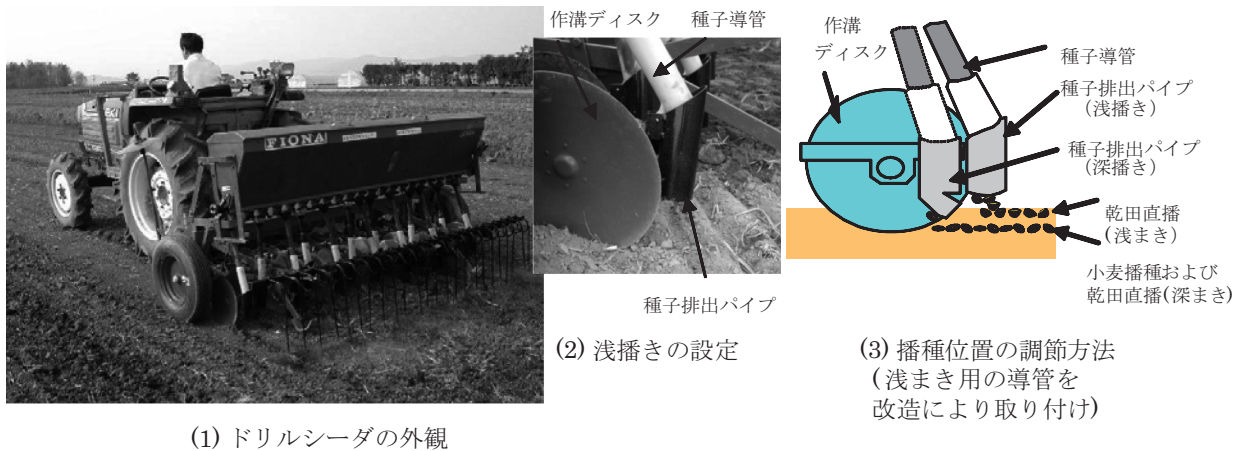 FIONA
(1) ドリルシーダの外観
作溝ディスク 種子導管
種子排出パイプ
(2) 浅播きの設定
作溝
ディスク
種子導管
種子排出パイプ
(浅播き)
種子排出パイプ
(深播き)
乾田直播
(浅まき)
小麦播種および
乾田直播(深まき)
(3) 播種位置の調節方法
(浅まき用の導管を
改造により取り付け)